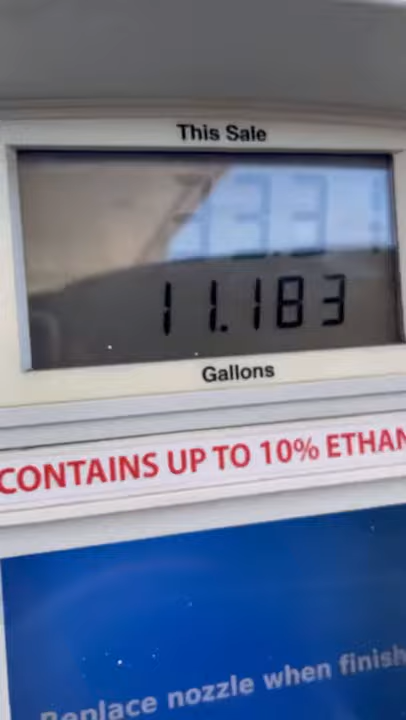 This Sale
11.183
Gallons
CONTAINS UP TO 10% ETHAN
Replace nozzle when finish